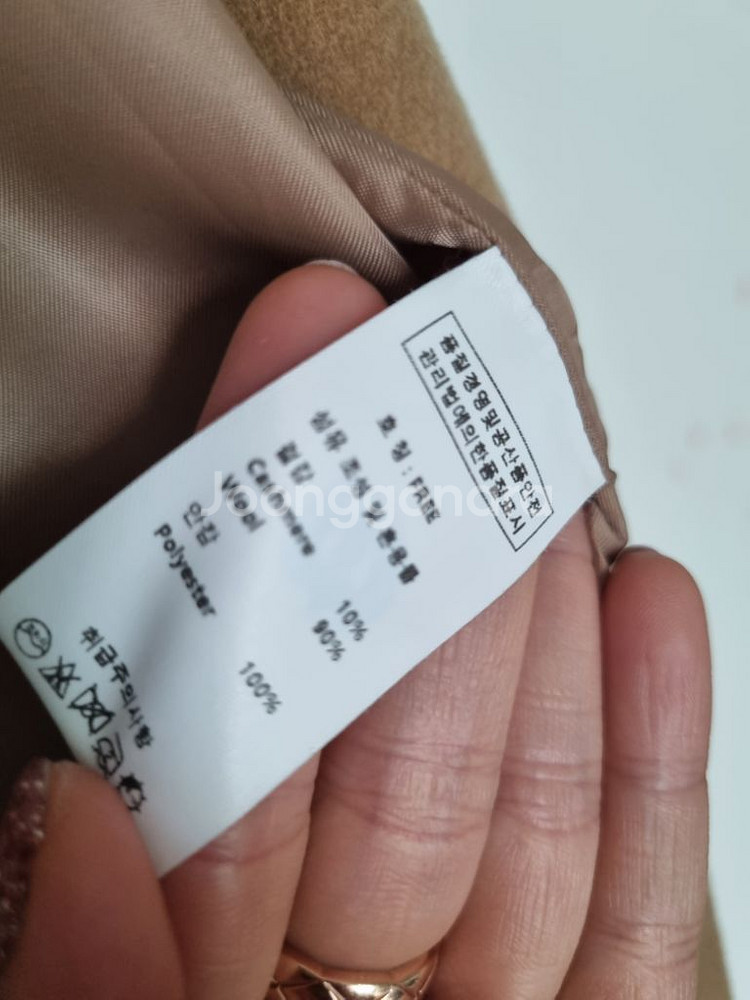 품질경영및공산품안전
관리법에의한품질표시
호 칭 : FREE
섬유 조성 및 혼용률
겉감
Cashmere 10%
Wool 90%
안감
Polyester 100%
취급주의사항
Joonggonara